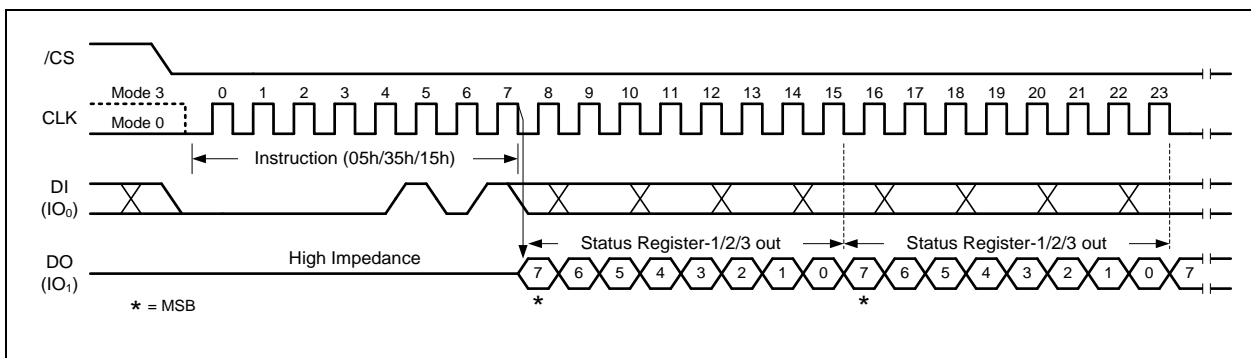 /CS
Mode 3
0 1 2 3 4 5 6 7 8 9 10 11 12 13 14 15 16 17 18 19 20 21 22 23
CLK
Mode 0
Instruction (05h/35h/15h)
DI
(IO₀)
Status Register-1/2/3 out Status Register-1/2/3 out
High Impedance
DO
(IO₁)
7 6 5 4 3 2 1 0 7 6 5 4 3 2 1 0 7
* *
* = MSB